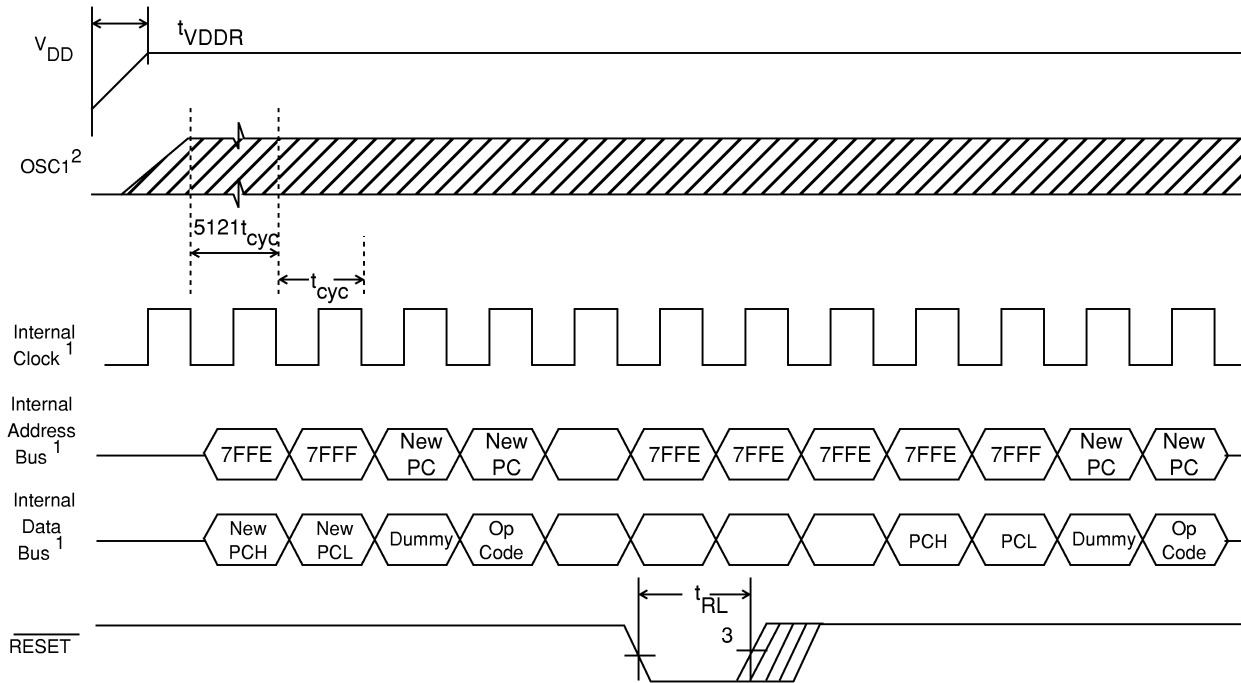 tVDDR
VDD
OSC1²
5121tcyc
tcyc
Internal
Clock ¹
Internal
Address
Bus ¹
7FFE 7FFF New PC New PC 7FFE 7FFE 7FFE 7FFE 7FFF New PC New PC
Internal
Data
Bus ¹
New PCH New PCL Dummy Op Code PCH PCL Dummy Op Code
tRL
3
RESET